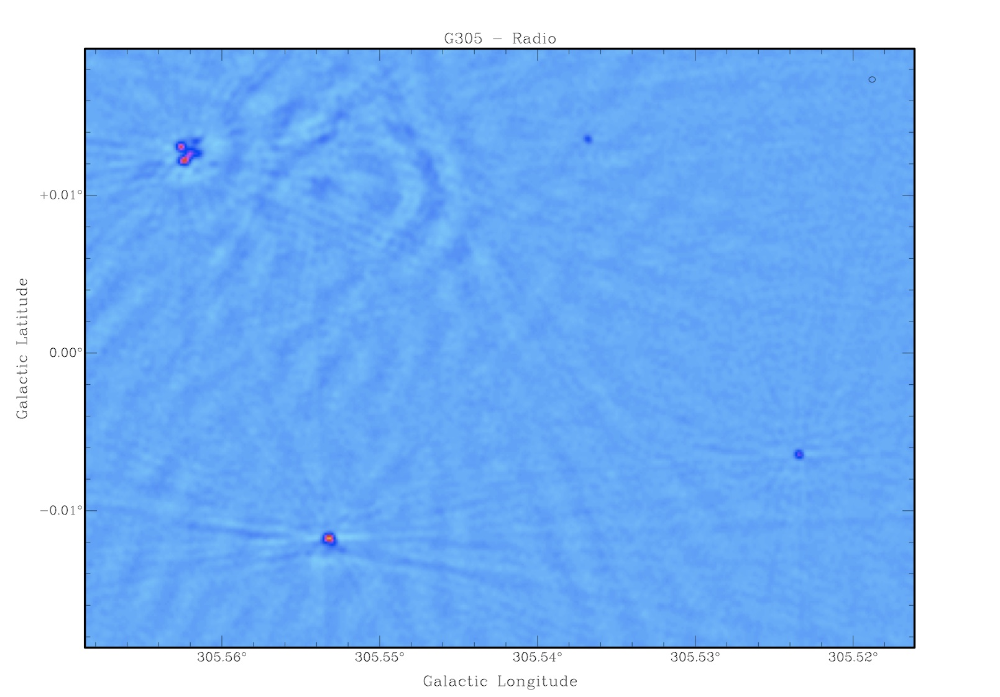 G305 − Radio
+0.01°
0.00°
−0.01°
Galactic Latitude
305.56° 305.55° 305.54° 305.53° 305.52°
Galactic Longitude